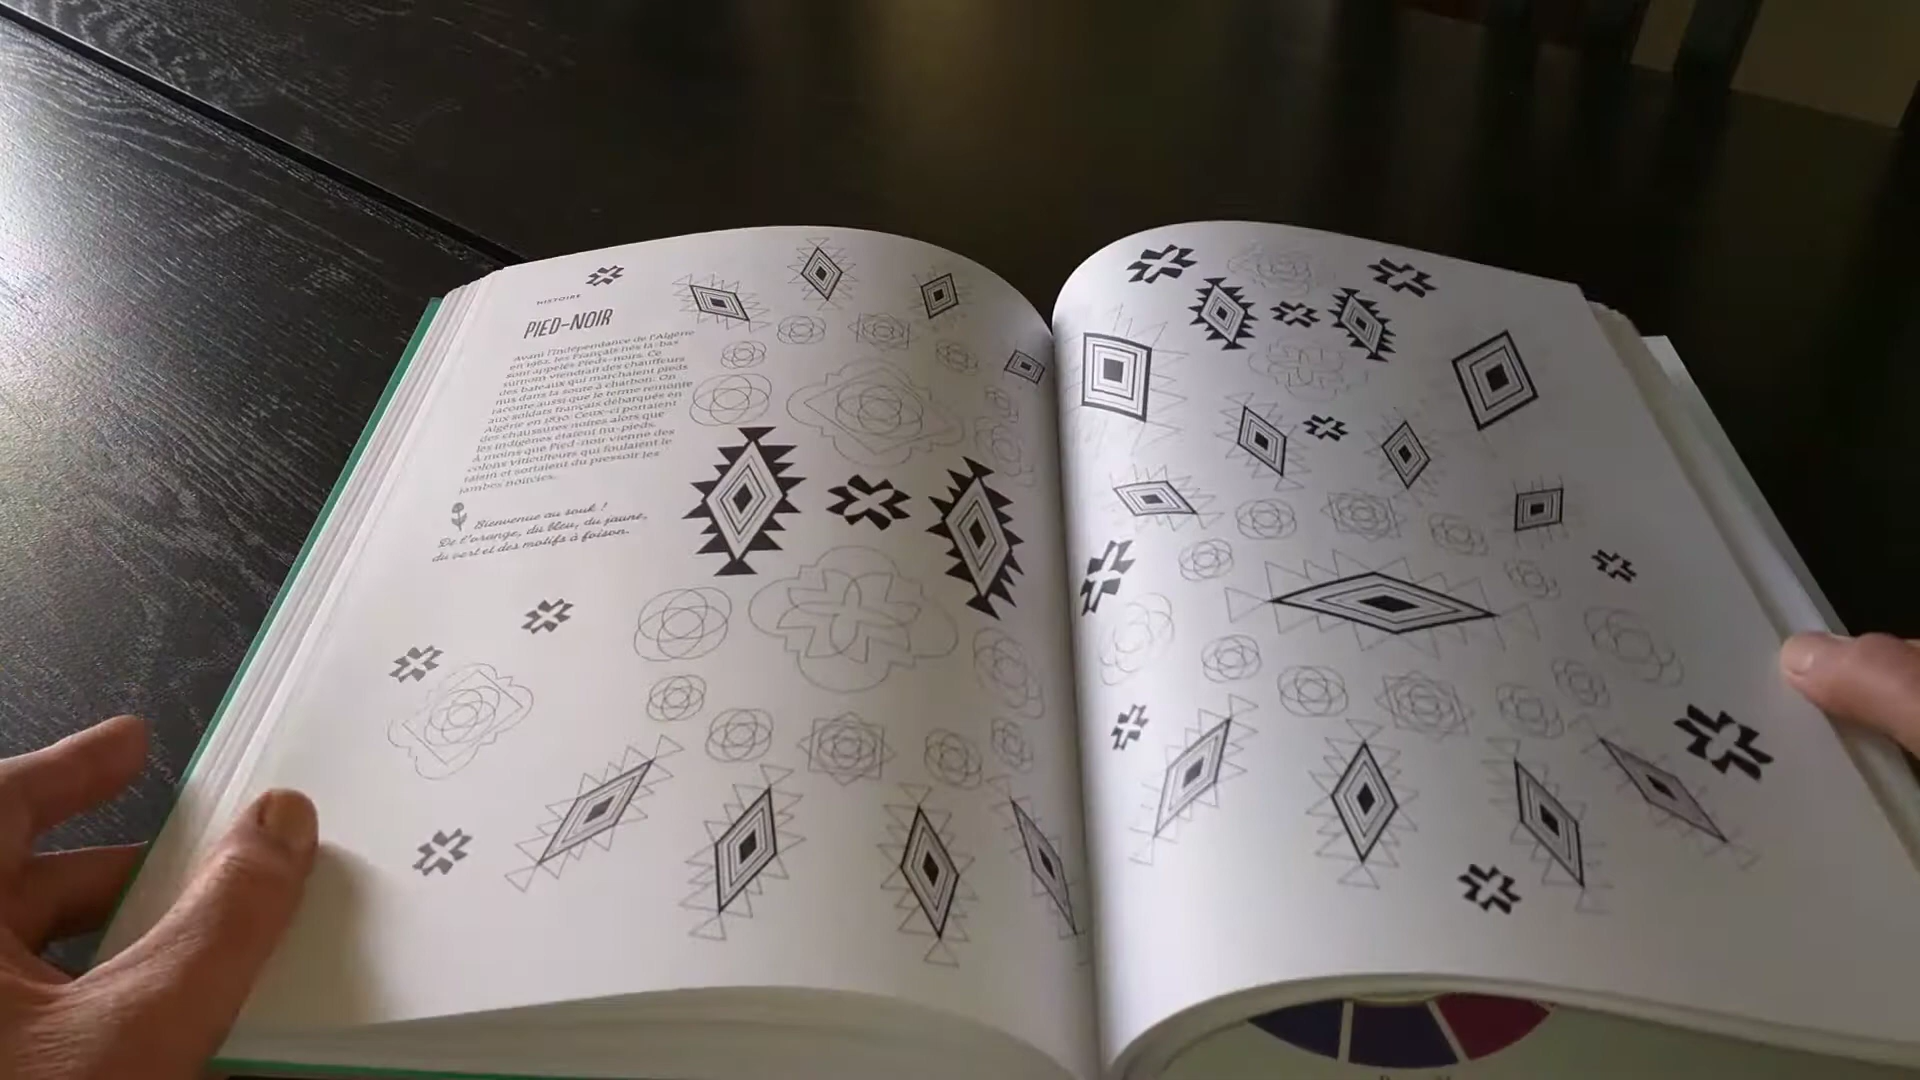 HISTOIRE
PIED-NOIR
Avant l'Indépendance de l'Algérie
en 1962, les Français nés là-bas
sont appelés Pieds-noirs. Ce
surnom viendrait des chauffeurs
des bateaux qui marchaient pieds
nus dans la soute à charbon. On
raconte aussi que le terme remonte
aux soldats français débarqués en
Algérie en 1830. Ceux-ci portaient
des chaussures noires alors que
les indigènes étaient nu-pieds.
À moins que Pied-noir vienne des
colons viticulteurs qui foulaient le
raisin et sortaient du pressoir les
jambes noircies.
Bienvenue au souk !
De l'orange, du bleu, du jaune,
du vert et des motifs à foison.